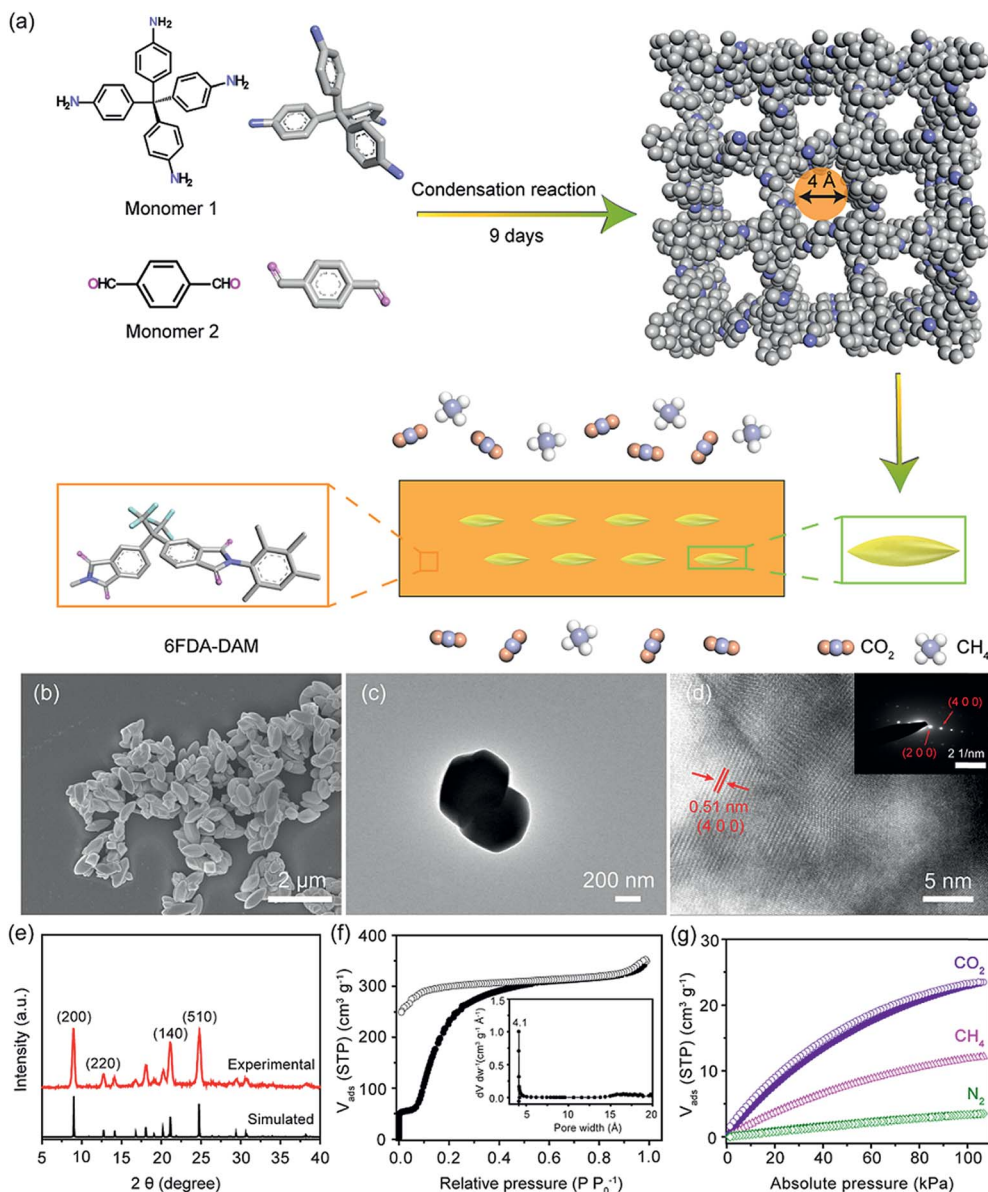 (a)
NH₂
H₂N
NH₂
NH₂
Monomer 1
OHC
CHO
Monomer 2
Condensation reaction
9 days
4 Å
6FDA-DAM
CO₂
CH₄
(b)
2 µm
(c)
200 nm
(d)
0.51 nm
(4 0 0)
(4 0 0)
(2 0 0)
2 1/nm
5 nm
(e)
Intensity (a.u.)
(200)
(220)
(140)
(510)
Experimental
Simulated
5 10 15 20 25 30 35 40
2 θ (degree)
(f)
V_ads (STP) (cm³ g⁻¹)
400
300
200
100
0
0.0 0.2 0.4 0.6 0.8 1.0
Relative pressure (P P₀⁻¹)
dV dw⁻¹(cm³ g⁻¹ Å⁻¹)
1.5
1.0
0.5
0.0
4.1
5 10 15 20
Pore width (Å)
(g)
V_ads (STP) (cm³ g⁻¹)
30
20
10
0
CO₂
CH₄
N₂
0 20 40 60 80 100
Absolute pressure (kPa)